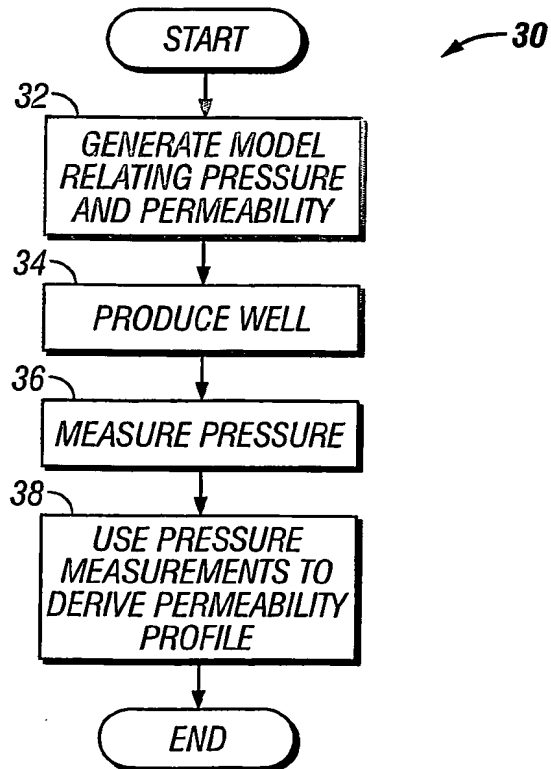 START
30
32
GENERATE MODEL
RELATING PRESSURE
AND PERMEABILITY
34
PRODUCE WELL
36
MEASURE PRESSURE
38
USE PRESSURE
MEASUREMENTS TO
DERIVE PERMEABILITY
PROFILE
END